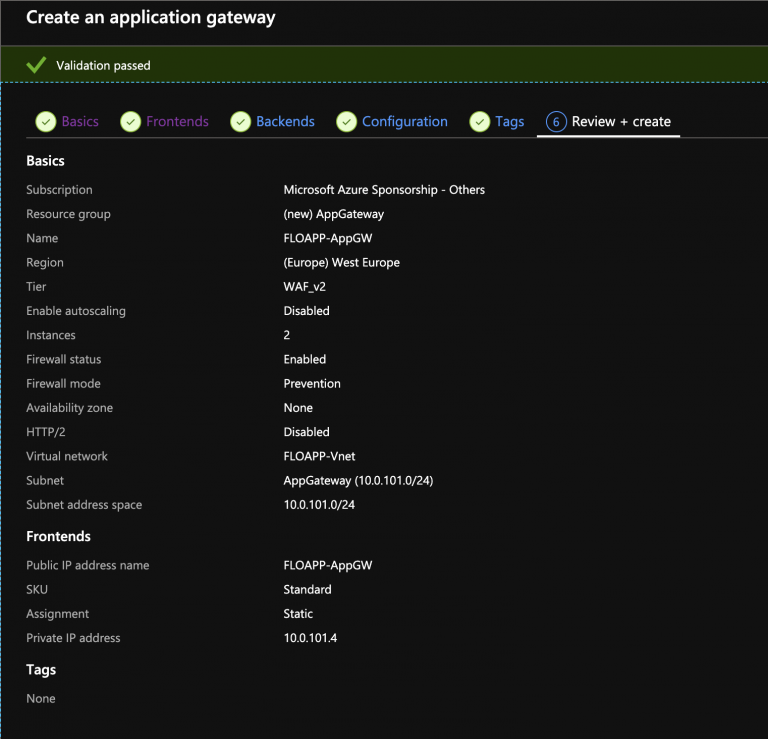 Create an application gateway
Validation passed
Basics Frontends Backends Configuration Tags 6 Review + create
Basics
Subscription Microsoft Azure Sponsorship - Others
Resource group (new) AppGateway
Name FLOAPP-AppGW
Region (Europe) West Europe
Tier WAF_v2
Enable autoscaling Disabled
Instances 2
Firewall status Enabled
Firewall mode Prevention
Availability zone None
HTTP/2 Disabled
Virtual network FLOAPP-Vnet
Subnet AppGateway (10.0.101.0/24)
Subnet address space 10.0.101.0/24
Frontends
Public IP address name FLOAPP-AppGW
SKU Standard
Assignment Static
Private IP address 10.0.101.4
Tags
None